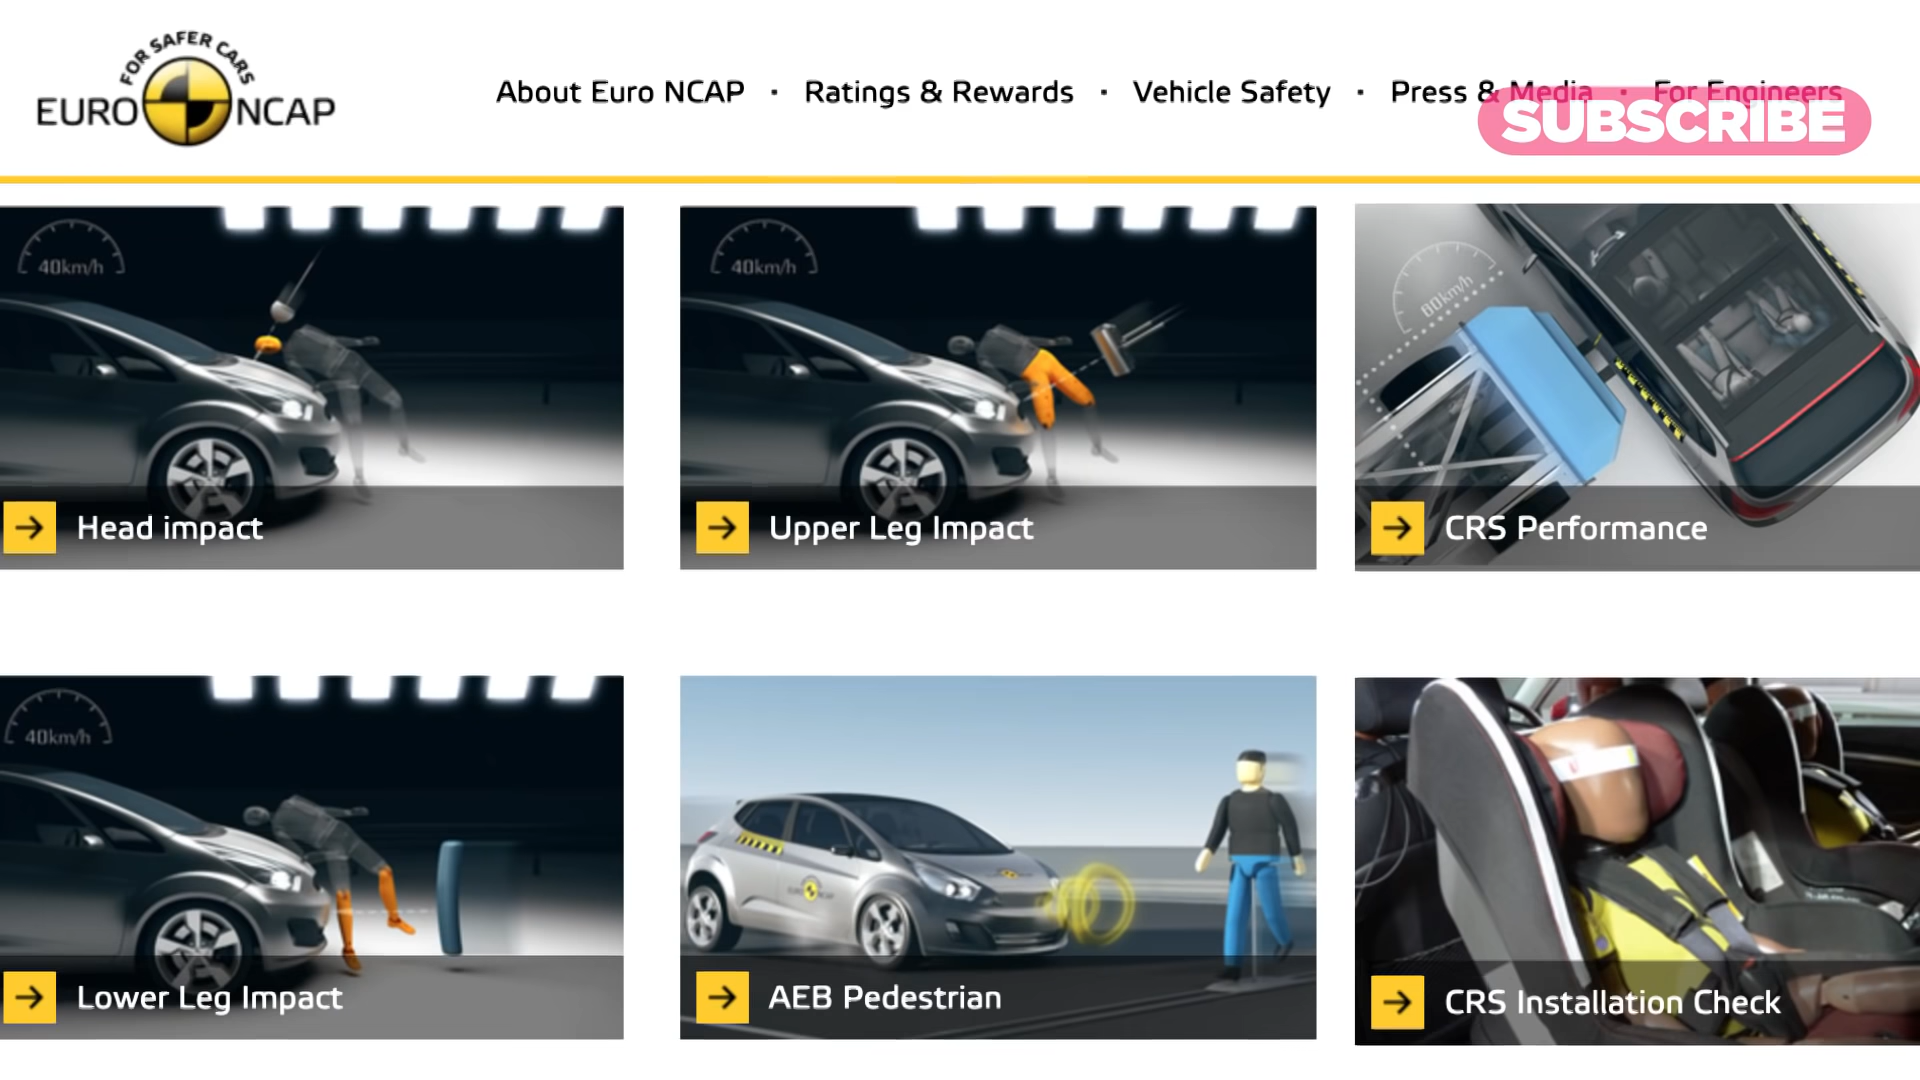 FOR SAFER CARS
EURO NCAP
About Euro NCAP · Ratings & Rewards · Vehicle Safety · Press & Media · For Engineers
SUBSCRIBE
40km/h
40km/h
60km/h
Head impact
Upper Leg Impact
CRS Performance
40km/h
Lower Leg Impact
AEB Pedestrian
CRS Installation Check